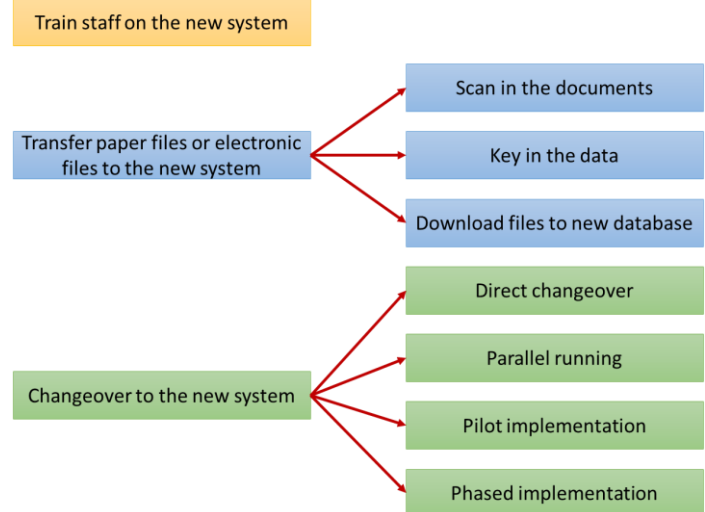 Train staff on the new system
Transfer paper files or electronic
files to the new system
Scan in the documents
Key in the data
Download files to new database
Changeover to the new system
Direct changeover
Parallel running
Pilot implementation
Phased implementation